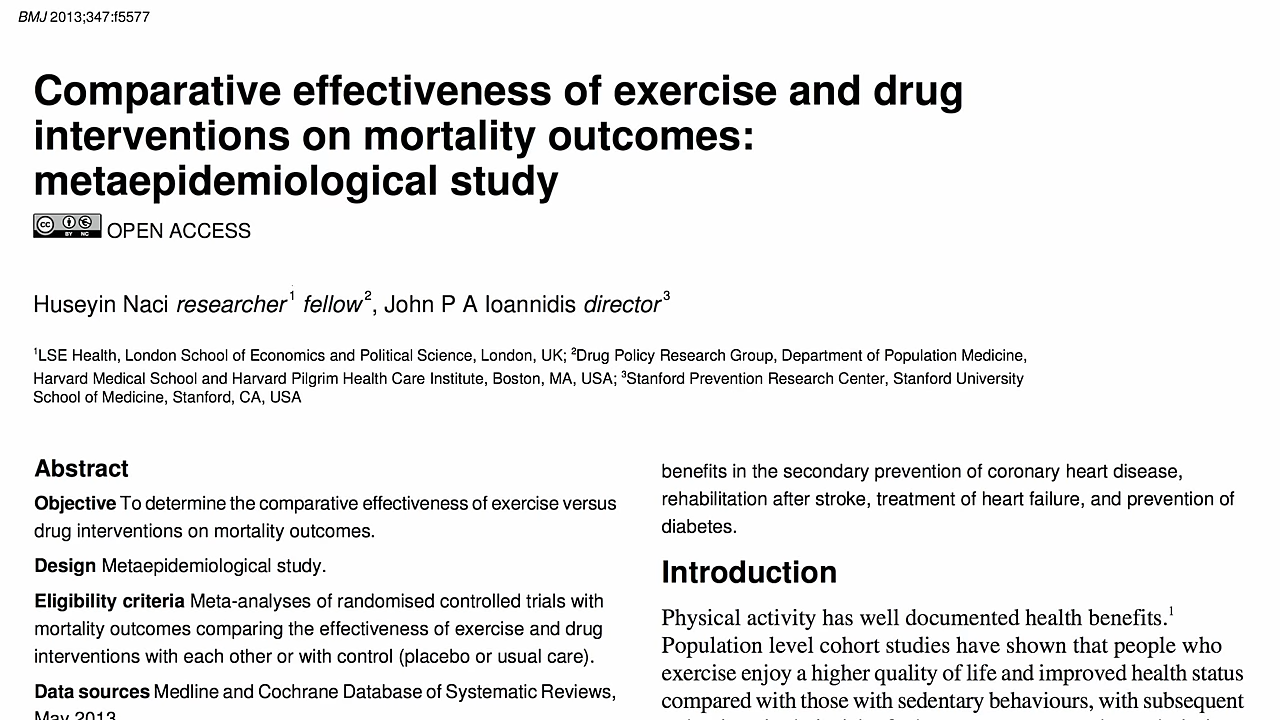 BMJ 2013;347:f5577
Comparative effectiveness of exercise and drug
interventions on mortality outcomes:
metaepidemiological study
cc BY NC OPEN ACCESS
Huseyin Naci researcher¹ fellow², John P A Ioannidis director³
¹LSE Health, London School of Economics and Political Science, London, UK; ²Drug Policy Research Group, Department of Population Medicine,
Harvard Medical School and Harvard Pilgrim Health Care Institute, Boston, MA, USA; ³Stanford Prevention Research Center, Stanford University
School of Medicine, Stanford, CA, USA
Abstract
Objective To determine the comparative effectiveness of exercise versus
drug interventions on mortality outcomes.
Design Metaepidemiological study.
Eligibility criteria Meta-analyses of randomised controlled trials with
mortality outcomes comparing the effectiveness of exercise and drug
interventions with each other or with control (placebo or usual care).
Data sources Medline and Cochrane Database of Systematic Reviews,
May 2013
benefits in the secondary prevention of coronary heart disease,
rehabilitation after stroke, treatment of heart failure, and prevention of
diabetes.
Introduction
Physical activity has well documented health benefits.¹
Population level cohort studies have shown that people who
exercise enjoy a higher quality of life and improved health status
compared with those with sedentary behaviours, with subsequent